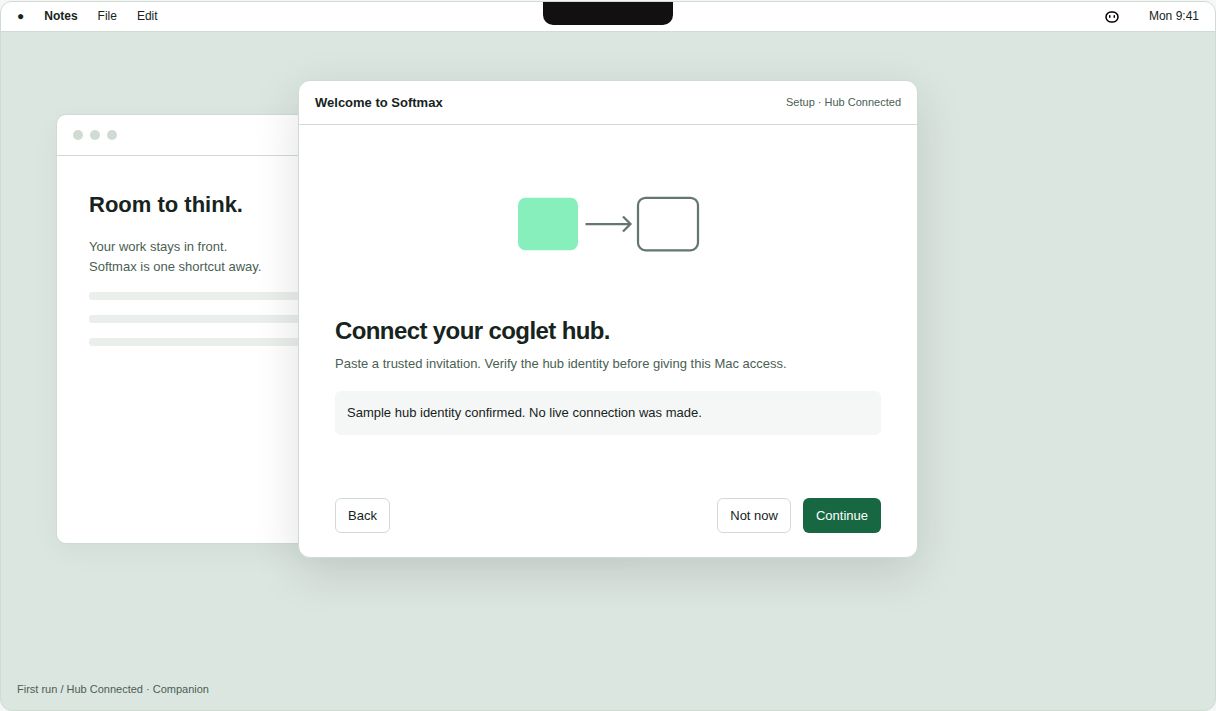 Notes File Edit
Mon 9:41
Welcome to Softmax
Setup · Hub Connected
Room to think.
Your work stays in front.
Softmax is one shortcut away.
Connect your coglet hub.
Paste a trusted invitation. Verify the hub identity before giving this Mac access.
Sample hub identity confirmed. No live connection was made.
Back
Not now
Continue
First run / Hub Connected · Companion